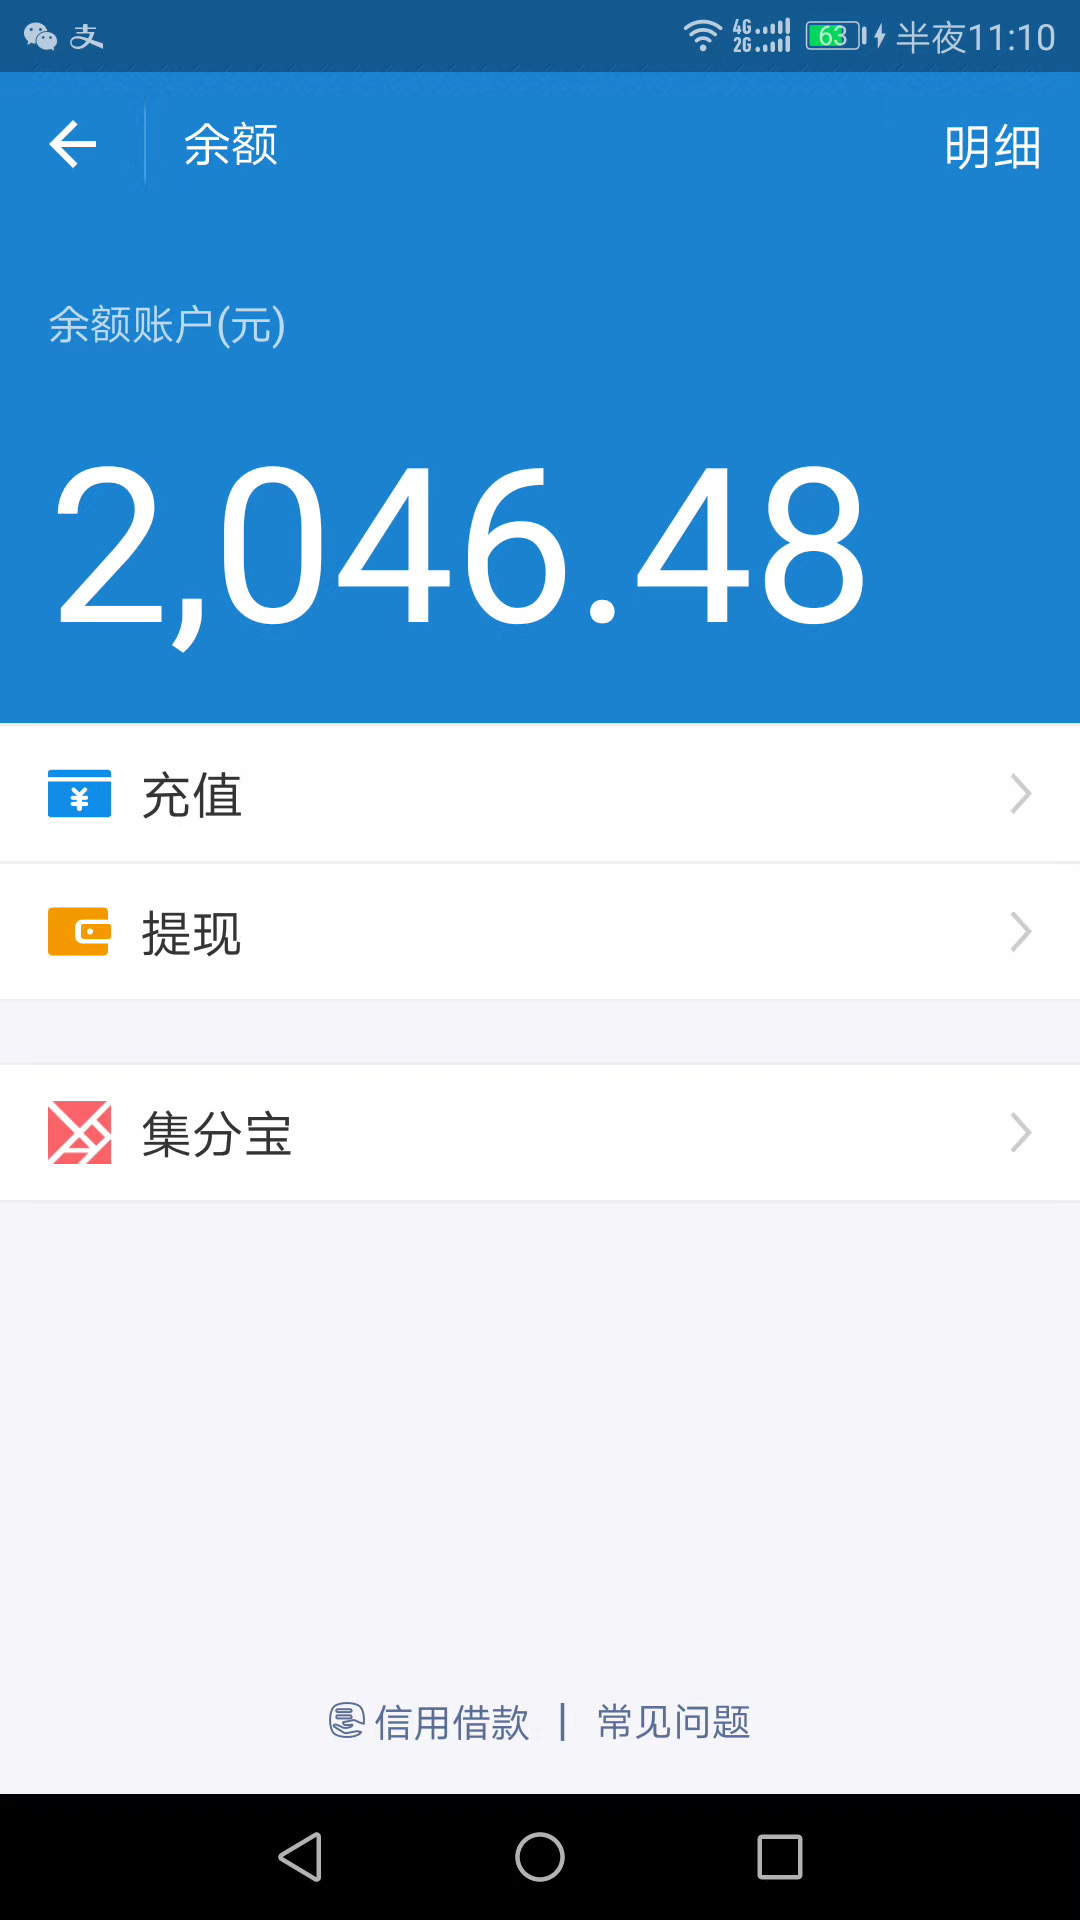 支 4G 2G 63 半夜11:10
余额 明细
余额账户(元)
2,046.48
¥ 充值
提现
集分宝
信用借款 | 常见问题